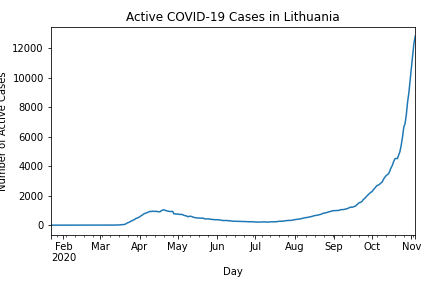 Active COVID-19 Cases in Lithuania
Number of Active Cases
12000
10000
8000
6000
4000
2000
0
Feb Mar Apr May Jun Jul Aug Sep Oct Nov
2020
Day